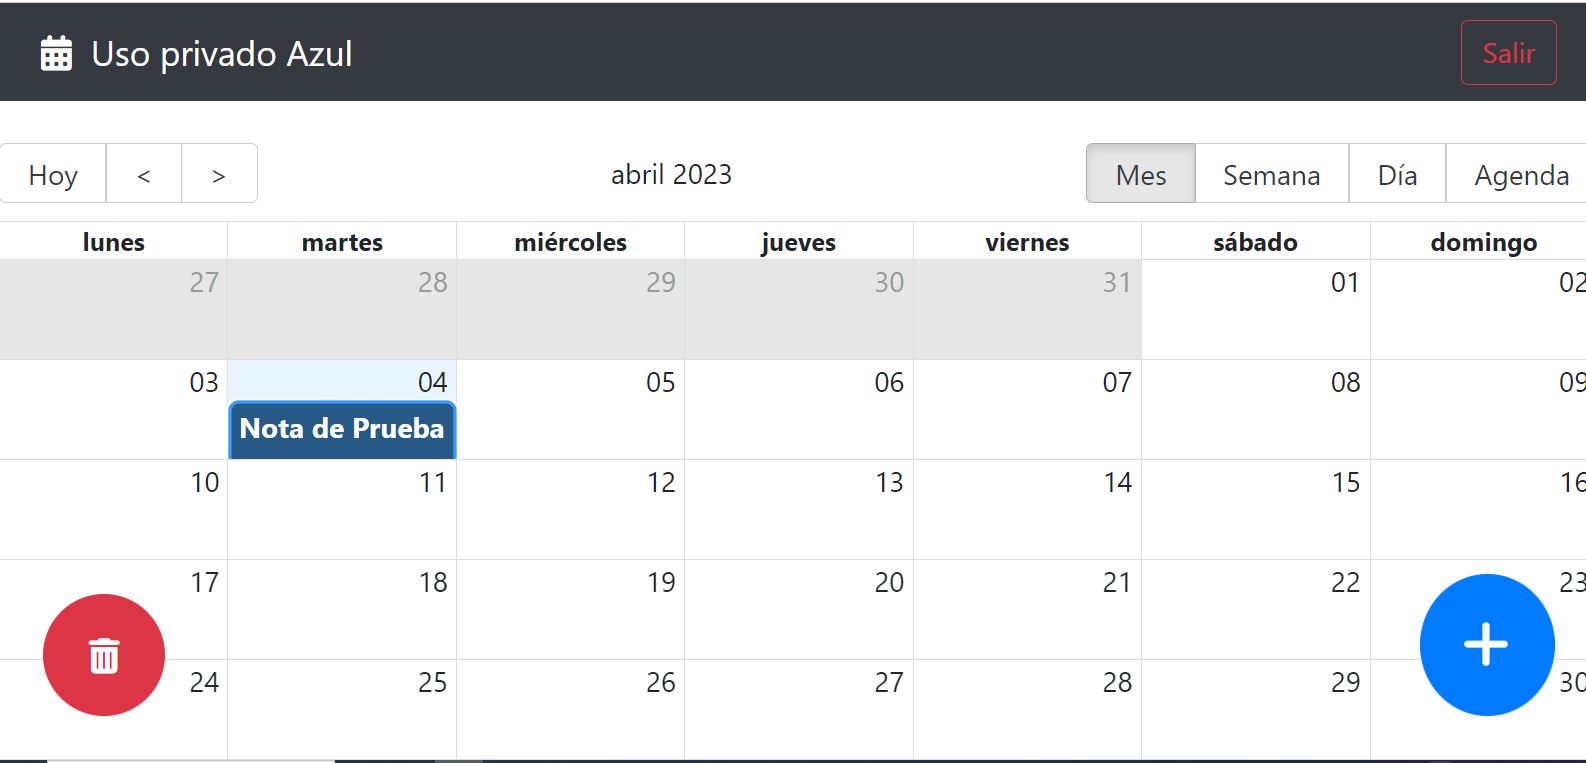 Uso privado Azul Salir
Hoy < > abril 2023 Mes Semana Día Agenda
lunes martes miércoles jueves viernes sábado domingo
27 28 29 30 31 01 02
03 04 05 06 07 08 09
Nota de Prueba
10 11 12 13 14 15 16
17 18 19 20 21 22 23
24 25 26 27 28 29 30